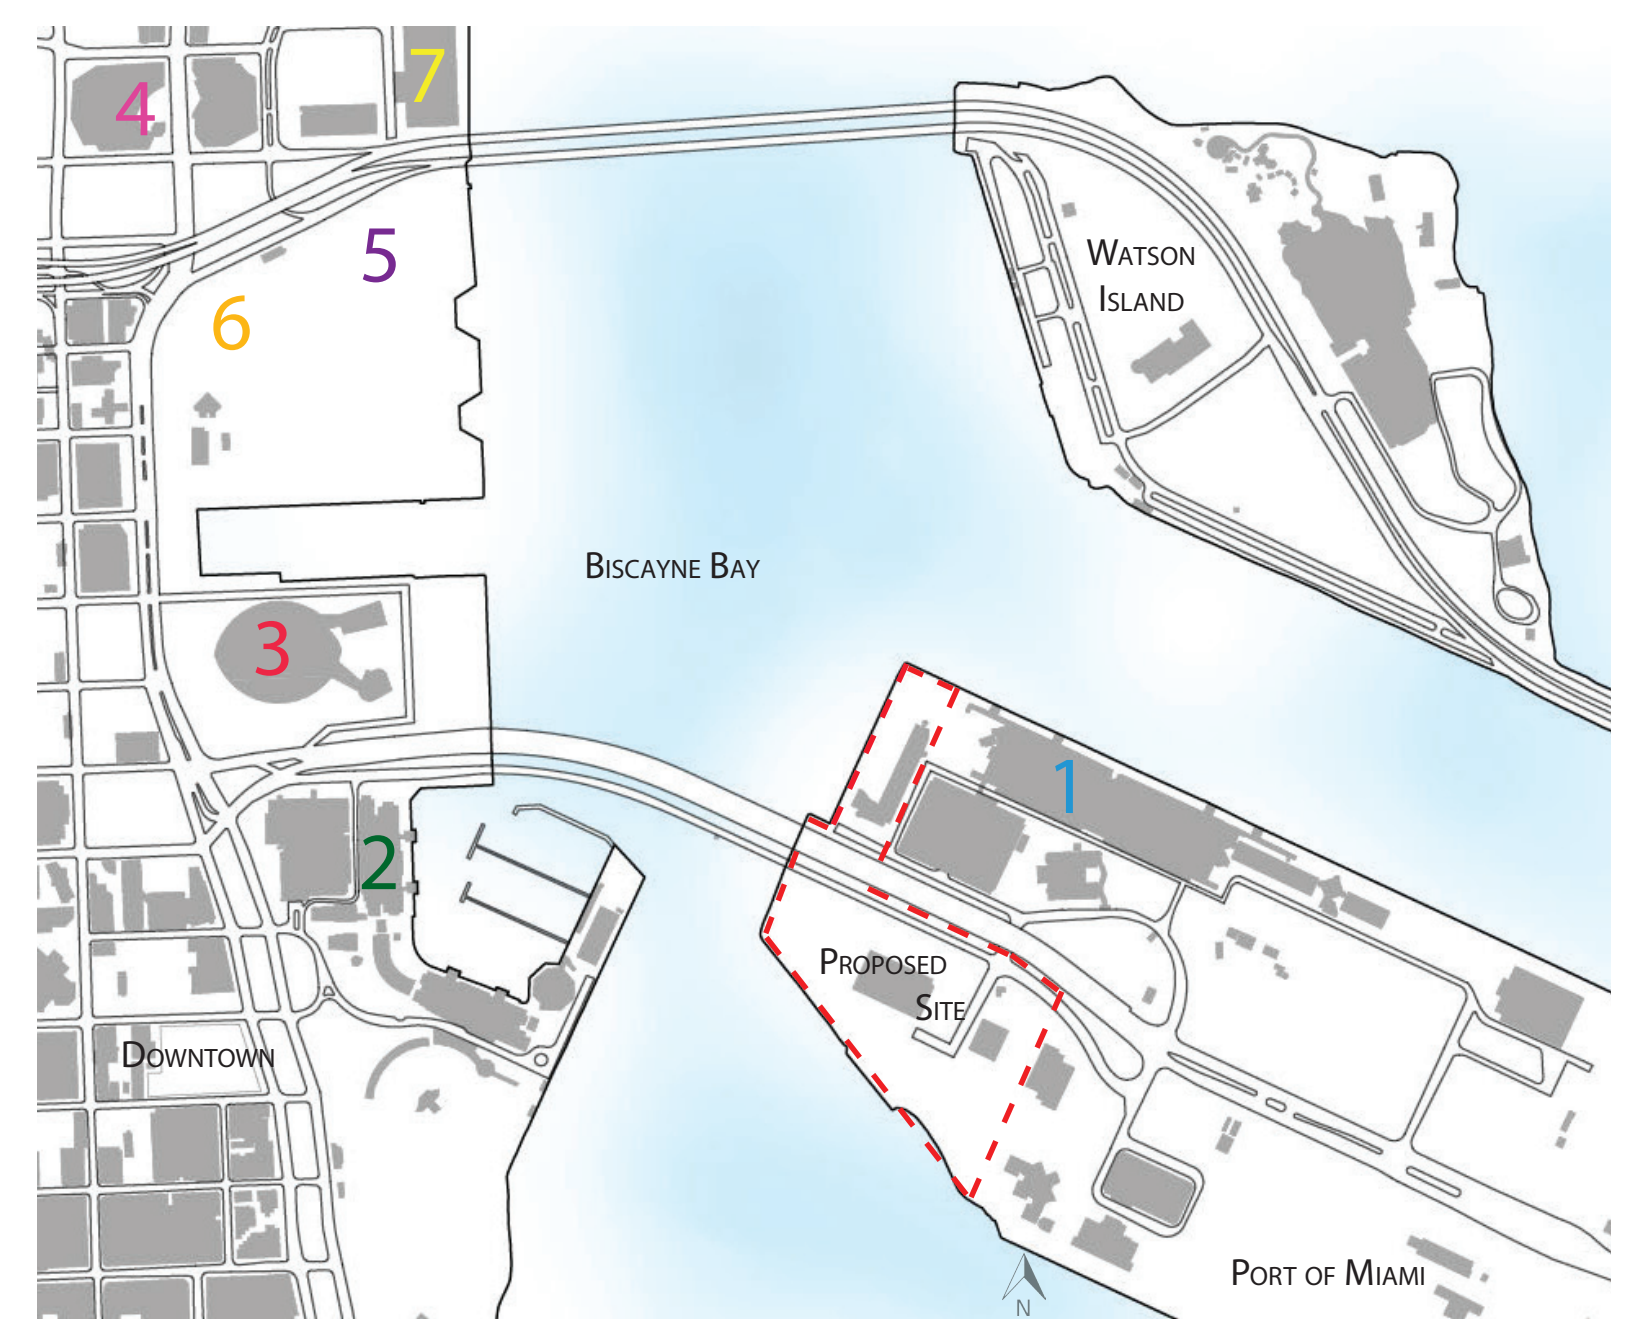 7
4
5
6
WATSON
ISLAND
BISCAYNE BAY
3
1
2
PROPOSED
SITE
DOWNTOWN
PORT OF MIAMI
N